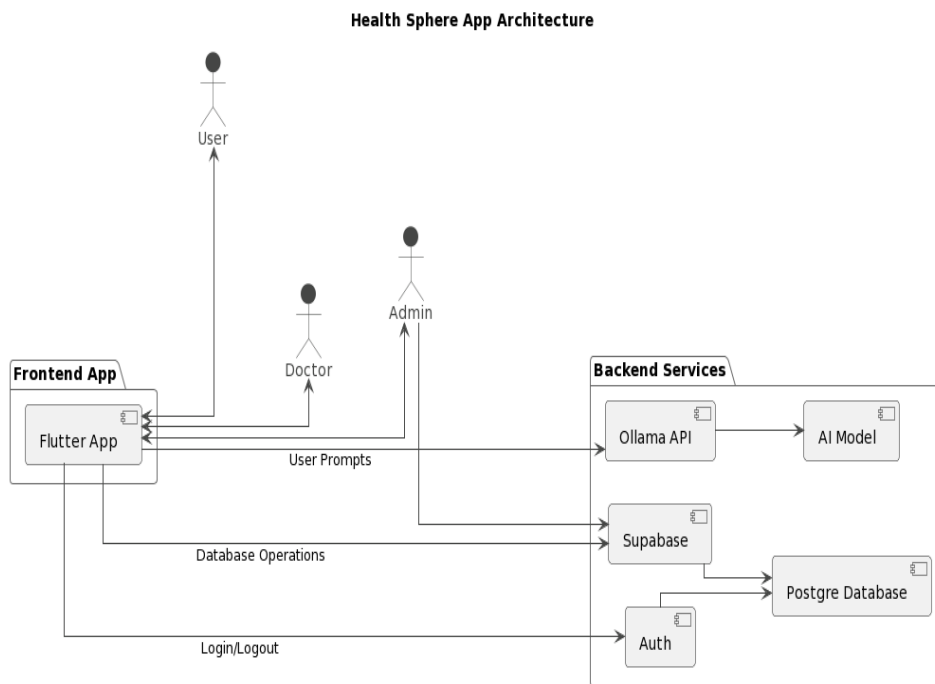 Health Sphere App Architecture
User
Admin
Doctor
Frontend App
Backend Services
Flutter App
Ollama API
AI Model
User Prompts
Supabase
Database Operations
Postgre Database
Auth
Login/Logout